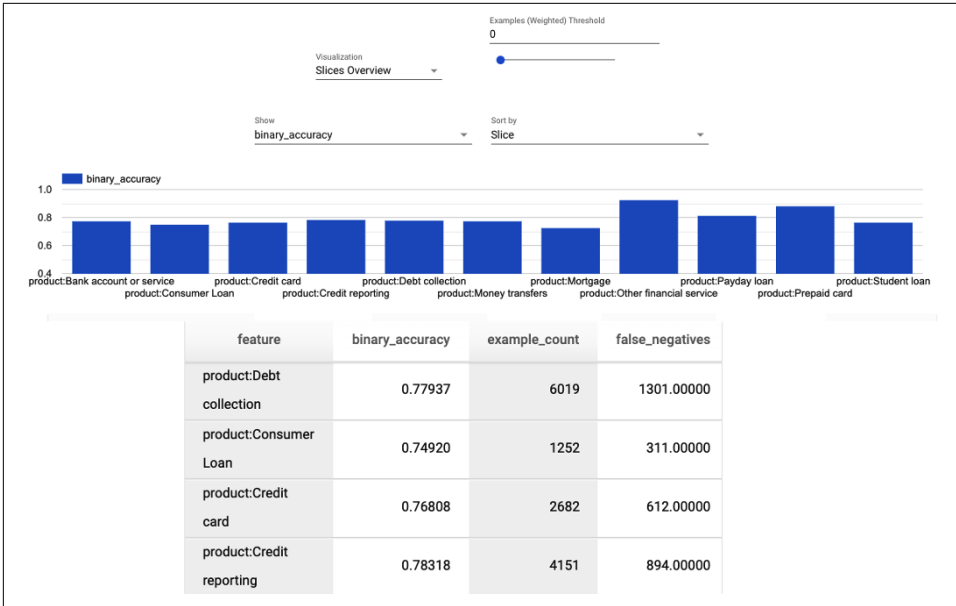 Examples (Weighted) Threshold
0
Visualization
Slices Overview
Show
binary_accuracy
Sort by
Slice
binary_accuracy
1.0
0.8
0.6
0.4
product:Bank account or service
product:Consumer Loan
product:Credit card
product:Credit reporting
product:Debt collection
product:Money transfers
product:Mortgage
product:Other financial service
product:Payday loan
product:Prepaid card
product:Student loan
feature binary_accuracy example_count false_negatives
product:Debt
collection
0.77937 6019 1301.00000
product:Consumer
Loan
0.74920 1252 311.00000
product:Credit
card
0.76808 2682 612.00000
product:Credit
reporting
0.78318 4151 894.00000